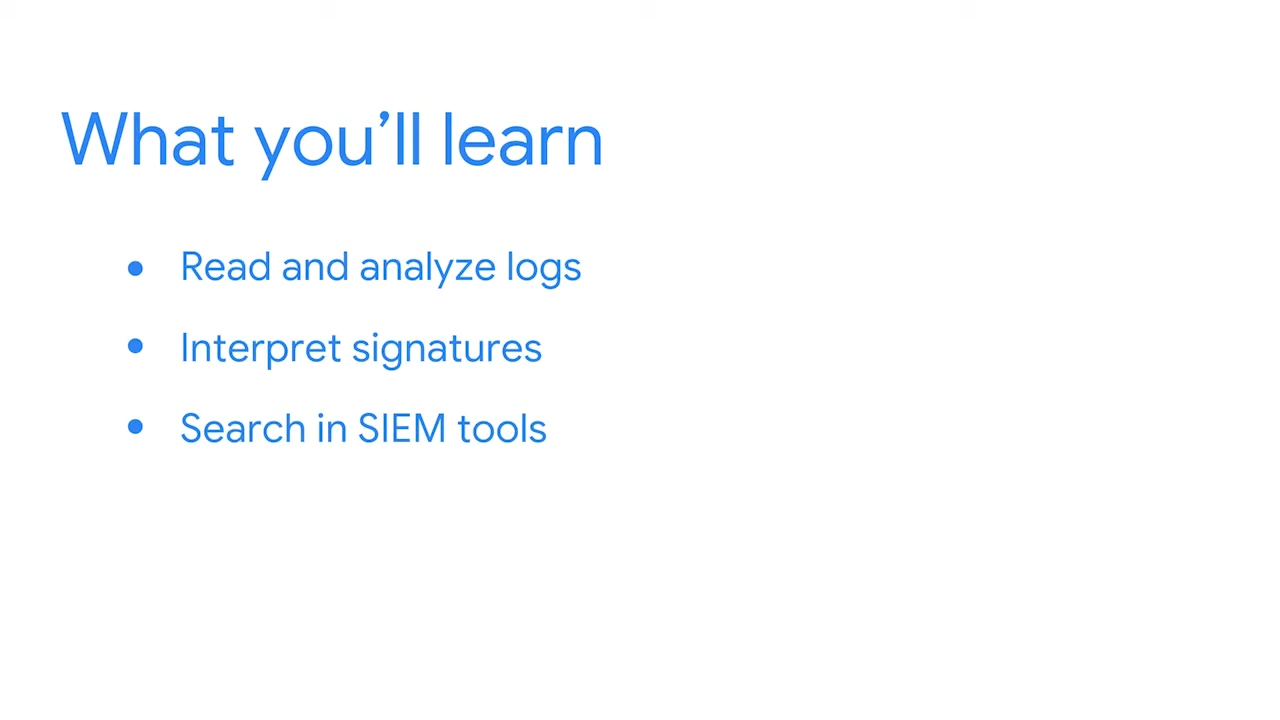 What you’ll learn
• Read and analyze logs
• Interpret signatures
• Search in SIEM tools